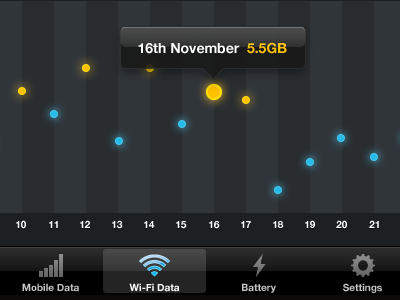 16th November 5.5GB
10 11 12 13 14 15 16 17 18 19 20 21
Mobile Data Wi-Fi Data Battery Settings